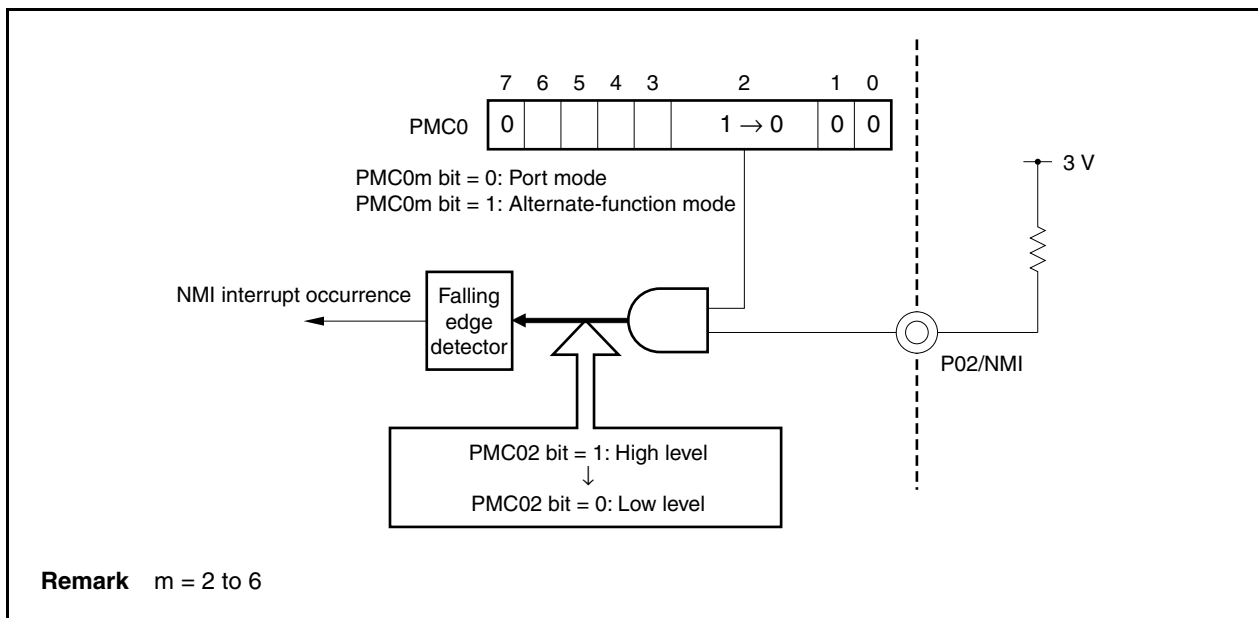 7 6 5 4 3 2 1 0
PMC0 0 1 → 0 0 0
3 V
PMC0m bit = 0: Port mode
PMC0m bit = 1: Alternate-function mode
NMI interrupt occurrence
Falling
edge
detector
P02/NMI
PMC02 bit = 1: High level
↓
PMC02 bit = 0: Low level
Remark m = 2 to 6